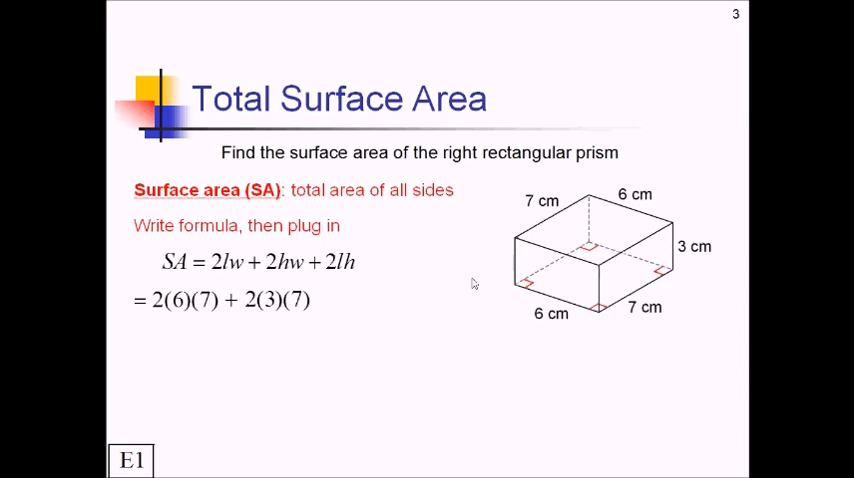 3
Total Surface Area
Find the surface area of the right rectangular prism
Surface area (SA): total area of all sides
Write formula, then plug in
SA = 2lw + 2hw + 2lh
= 2(6)(7) + 2(3)(7)
7 cm
6 cm
3 cm
6 cm
7 cm
E1